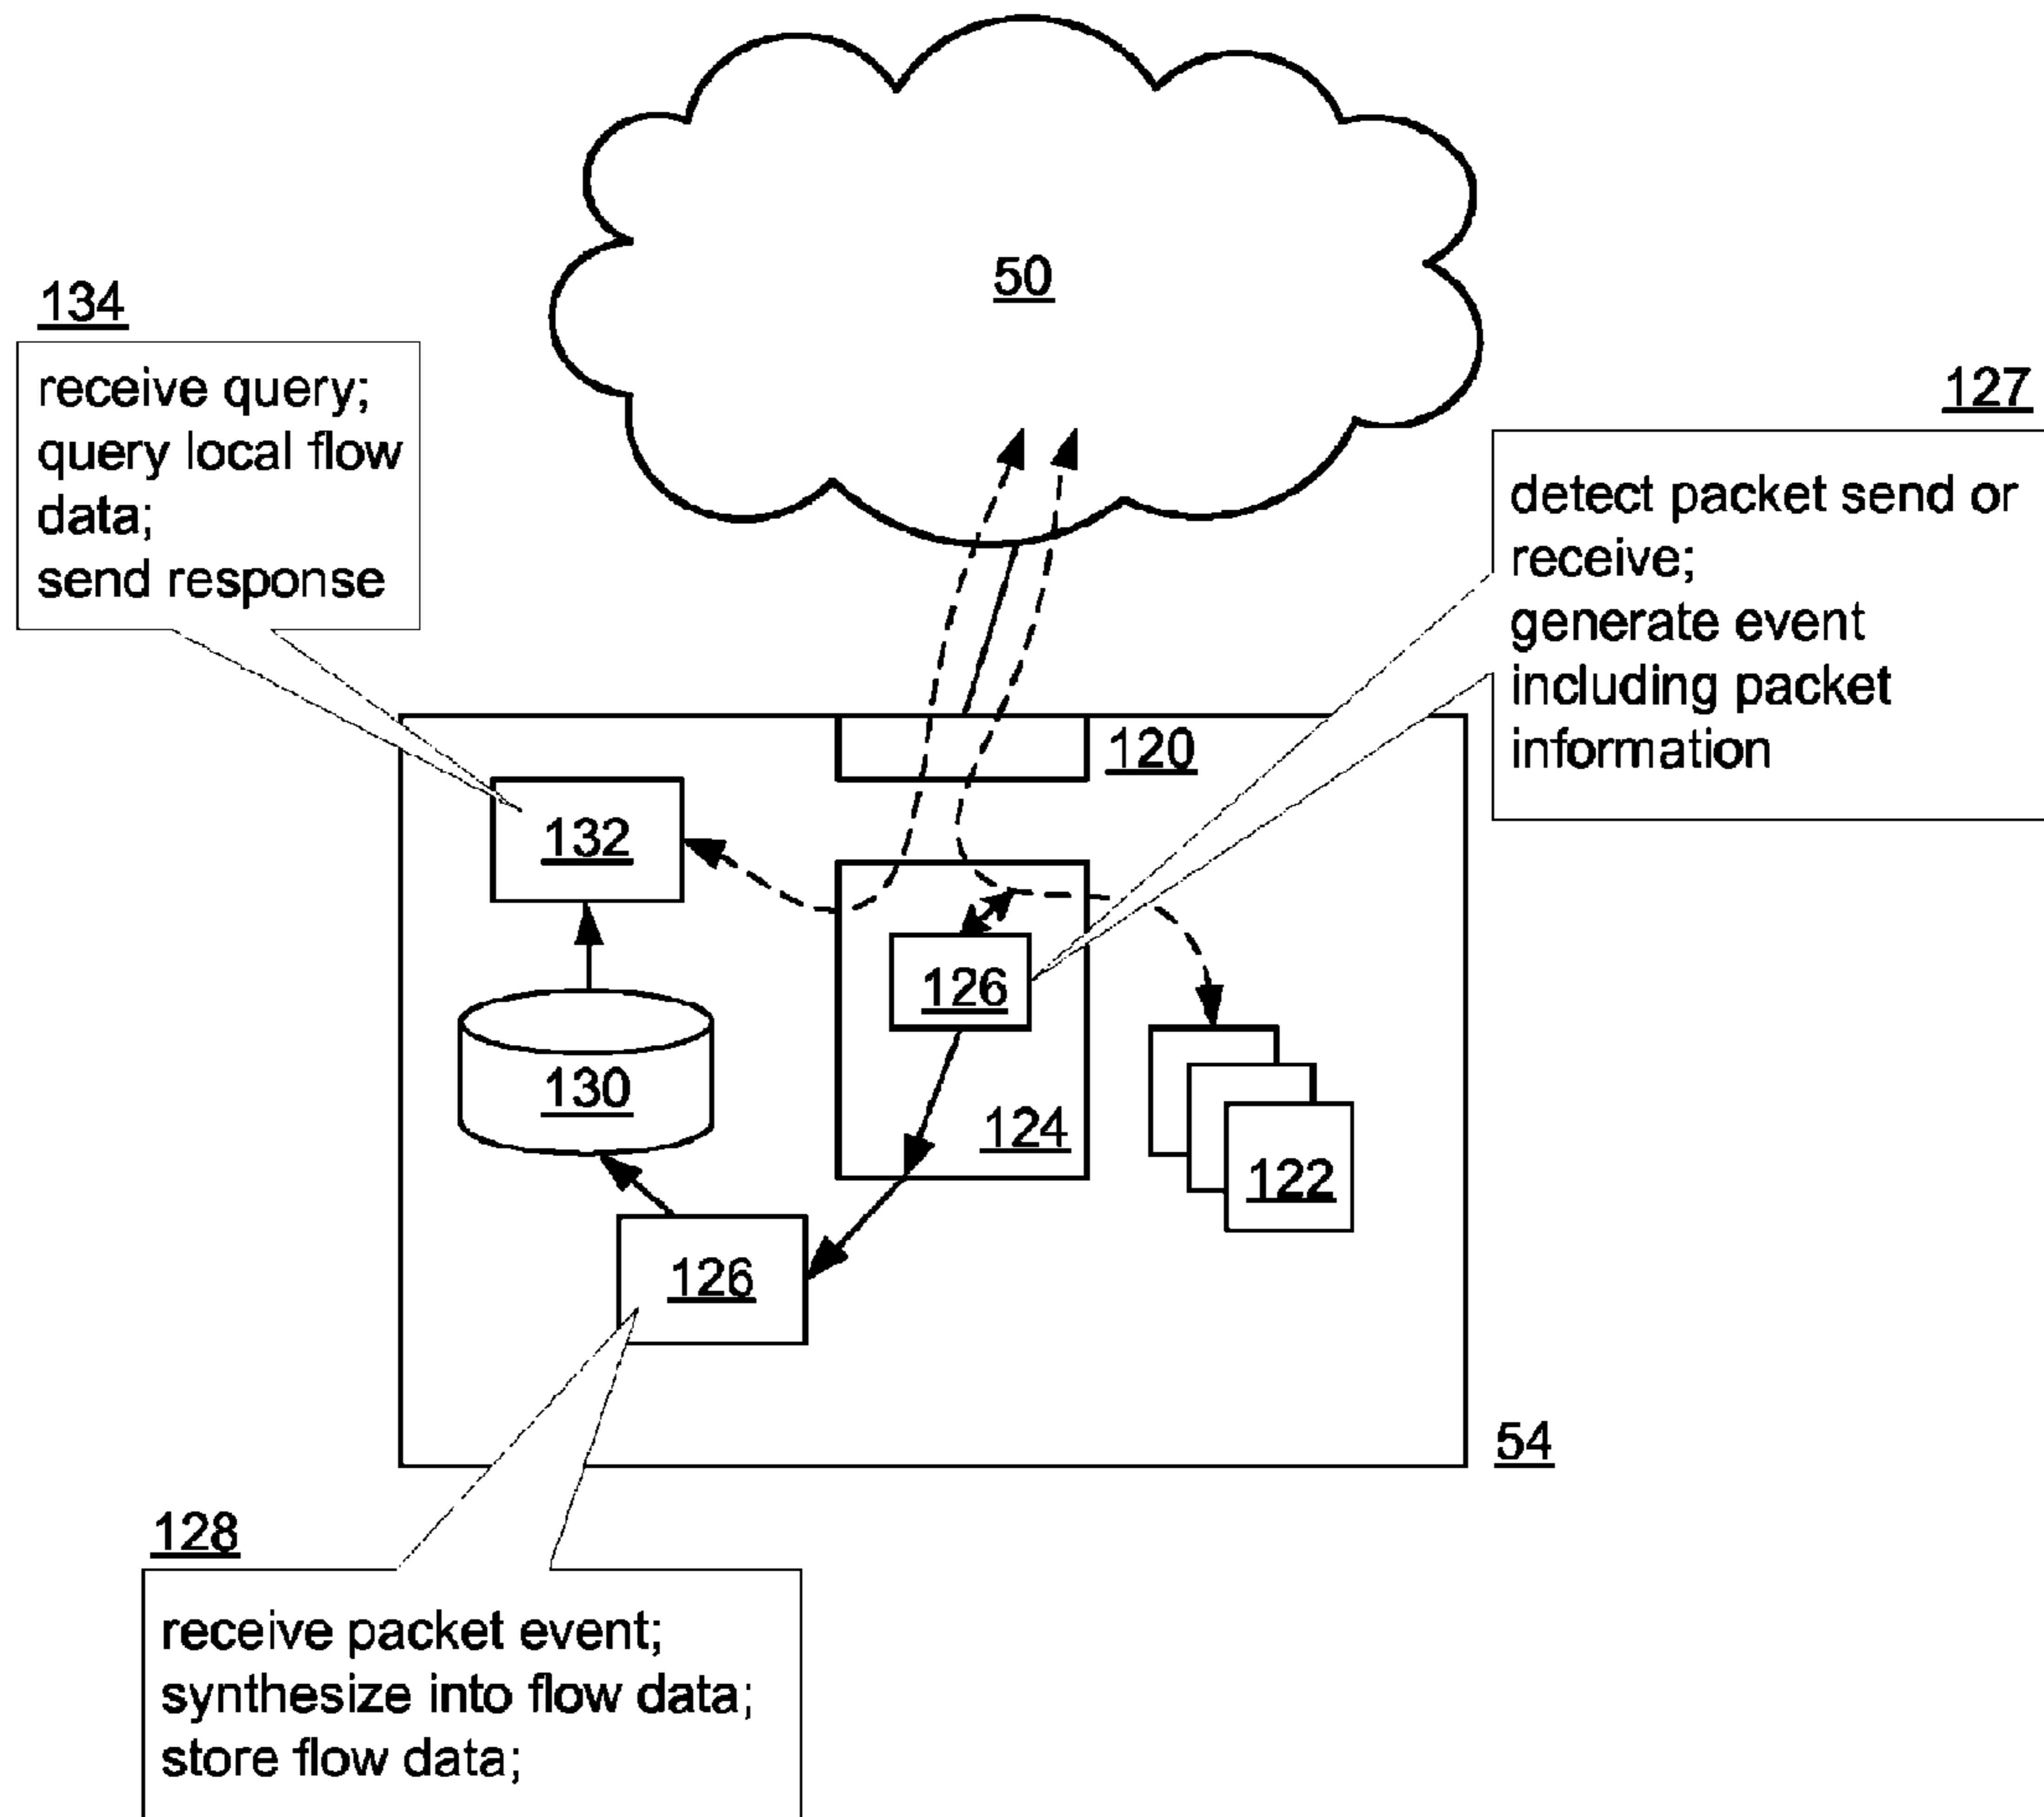 50
134
receive query;
query local flow
data;
send response
127
detect packet send or
receive;
generate event
including packet
information
120
132
126
130
124
122
126
54
128
receive packet event;
synthesize into flow data;
store flow data;